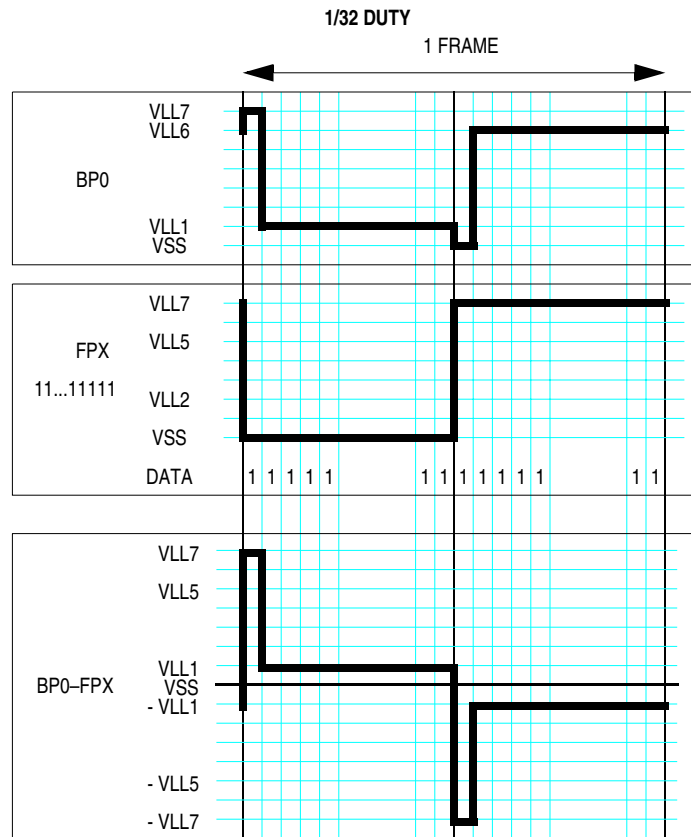 1/32 DUTY
1 FRAME
VLL7
VLL6
BP0
VLL1
VSS
VLL7
VLL5
FPX
11...11111
VLL2
VSS
DATA 1 1 1 1 1 1 1 1 1 1 1 1 1 1
VLL7
VLL5
VLL1
BP0–FPX
VSS
- VLL1
- VLL5
- VLL7